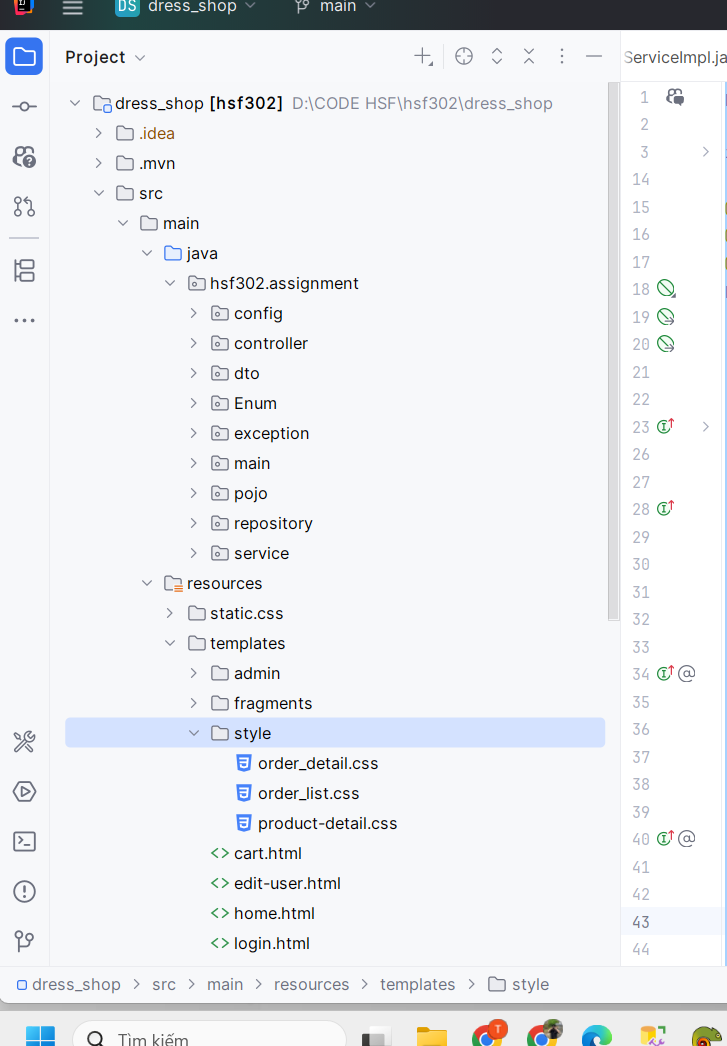 DS dress_shop main
Project
ServiceImpl.ja
dress_shop [hsf302] D:\CODE HSF\hsf302\dress_shop
.idea
.mvn
src
main
java
hsf302.assignment
config
controller
dto
Enum
exception
main
pojo
repository
service
resources
static.css
templates
admin
fragments
style
order_detail.css
order_list.css
product-detail.css
<> cart.html
<> edit-user.html
<> home.html
<> login.html
1
2
3
14
15
16
17
18
19
20
21
22
23
26
27
28
29
30
31
32
33
34 @
35
36
37
38
39
40 @
41
42
43
44
dress_shop > src > main > resources > templates > style
Tìm kiếm
T